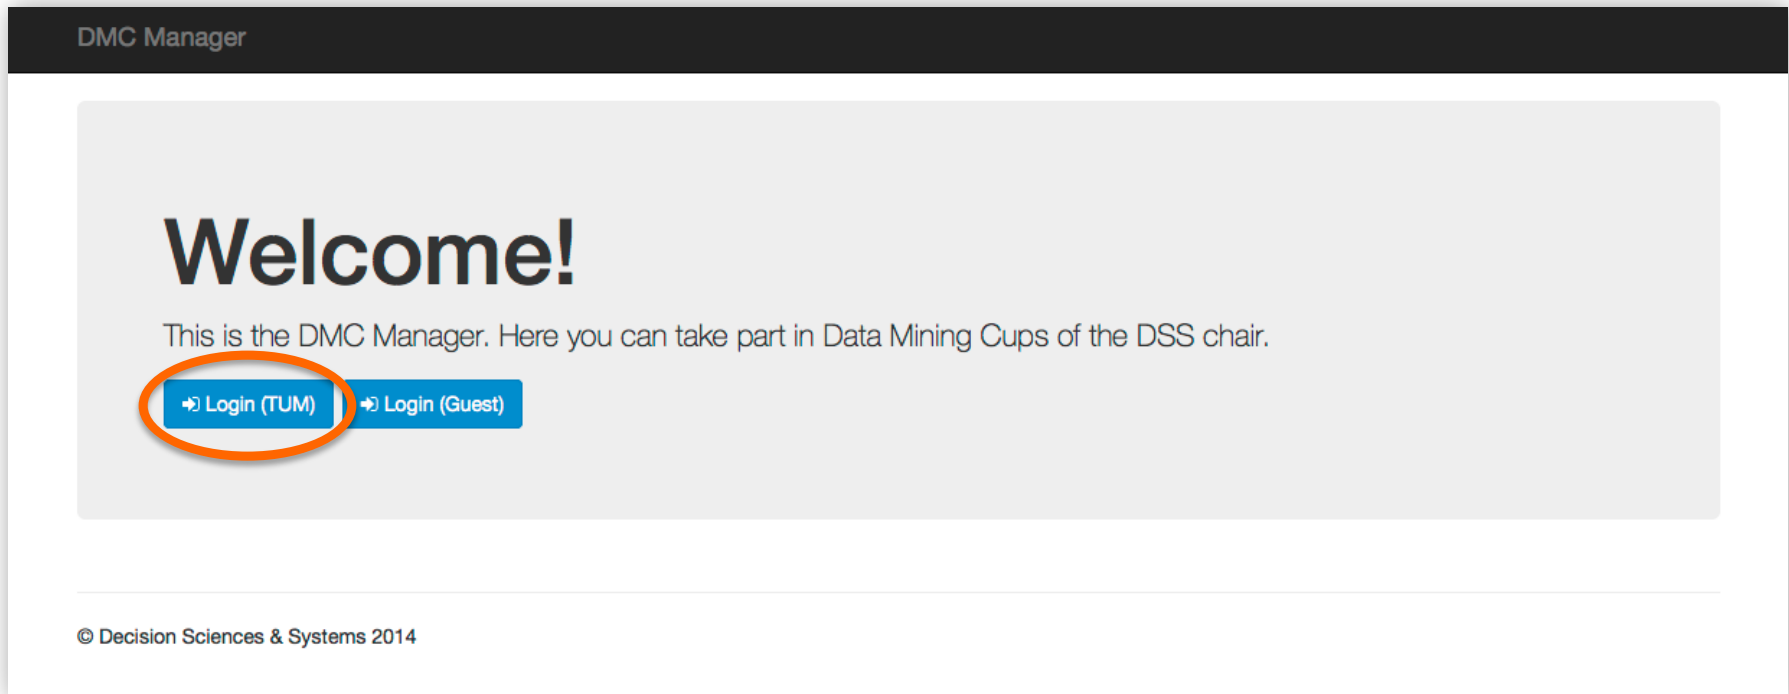 DMC Manager
Welcome!
This is the DMC Manager. Here you can take part in Data Mining Cups of the DSS chair.
Login (TUM) Login (Guest)
© Decision Sciences & Systems 2014